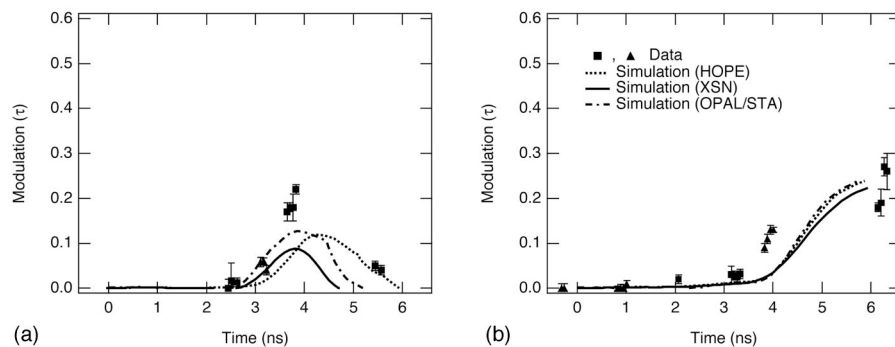 0.6
0.5
0.4
0.3
0.2
0.1
0.0
Modulation (τ)
0 1 2 3 4 5 6
Time (ns)
(a)
0.6
0.5
0.4
0.3
0.2
0.1
0.0
Modulation (τ)
■ , ▲ Data
Simulation (HOPE)
Simulation (XSN)
Simulation (OPAL/STA)
0 1 2 3 4 5 6
Time (ns)
(b)